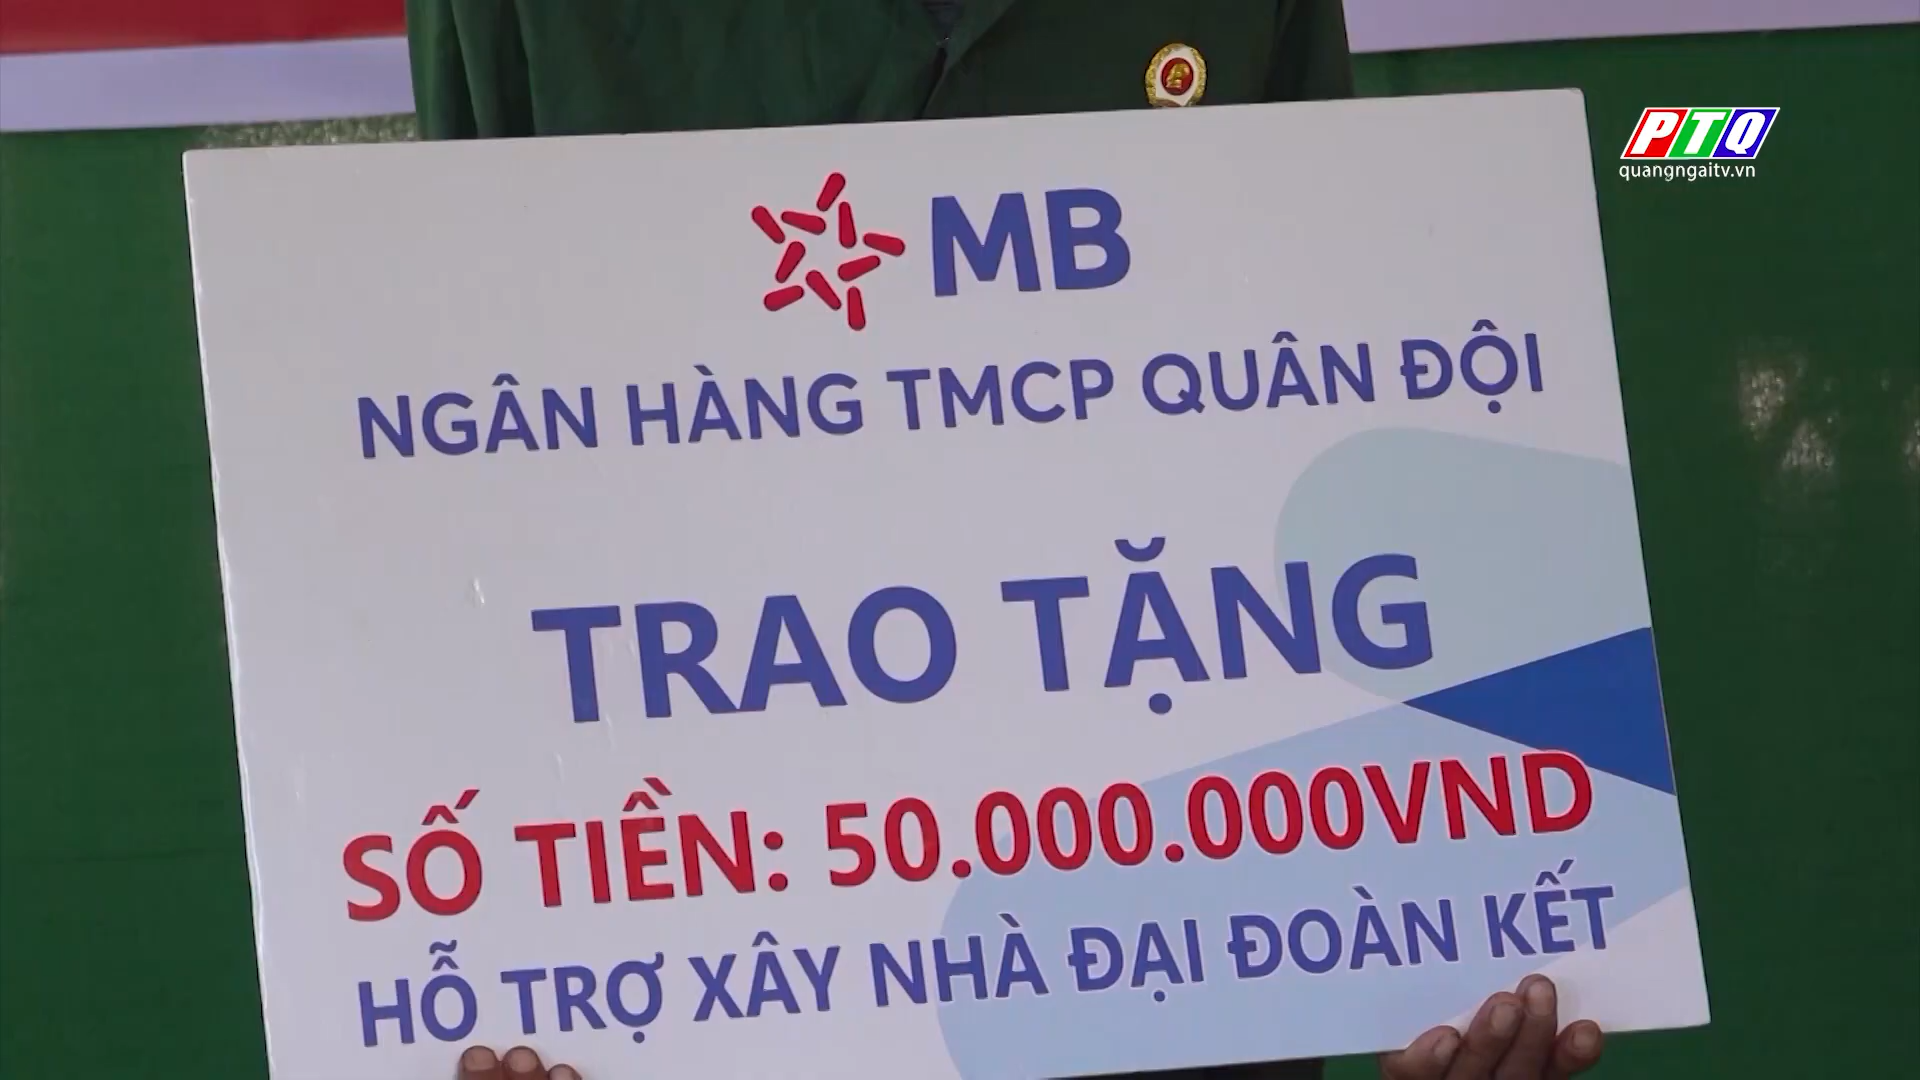 PTQ
quangngaitv.vn
MB
NGÂN HÀNG TMCP QUÂN ĐỘI
TRAO TẶNG
SỐ TIỀN: 50.000.000VND
HỖ TRỢ XÂY NHÀ ĐẠI ĐOÀN KẾT